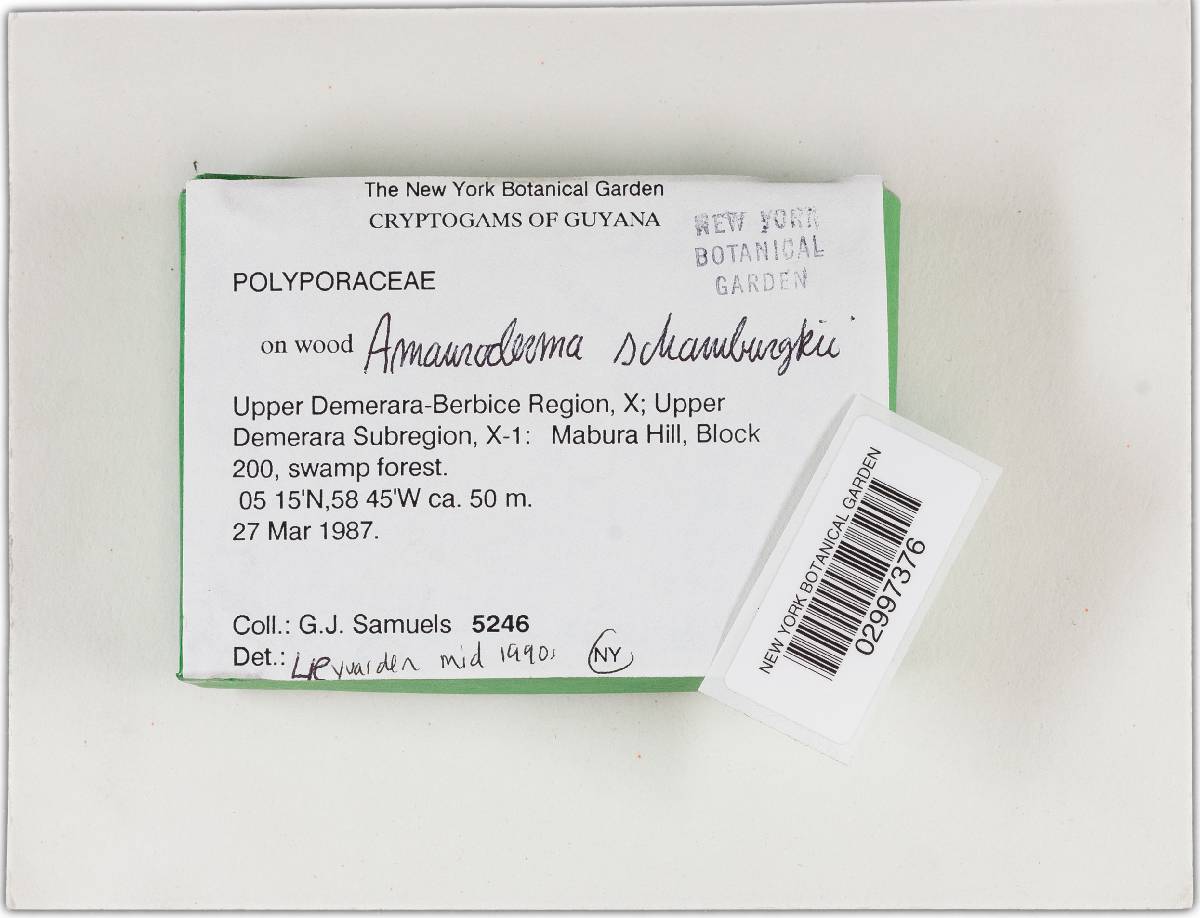 The New York Botanical Garden
CRYPTOGAMS OF GUYANA
NEW YORK
BOTANICAL
GARDEN
POLYPORACEAE
on wood Amauroderma schamburgkii
Upper Demerara-Berbice Region, X; Upper
Demerara Subregion, X-1: Mabura Hill, Block
200, swamp forest.
05 15'N,58 45'W ca. 50 m.
27 Mar 1987.
Coll.: G.J. Samuels 5246
Det.: Ryvarden mid 1990s NY
NEW YORK BOTANICAL GARDEN
02997376